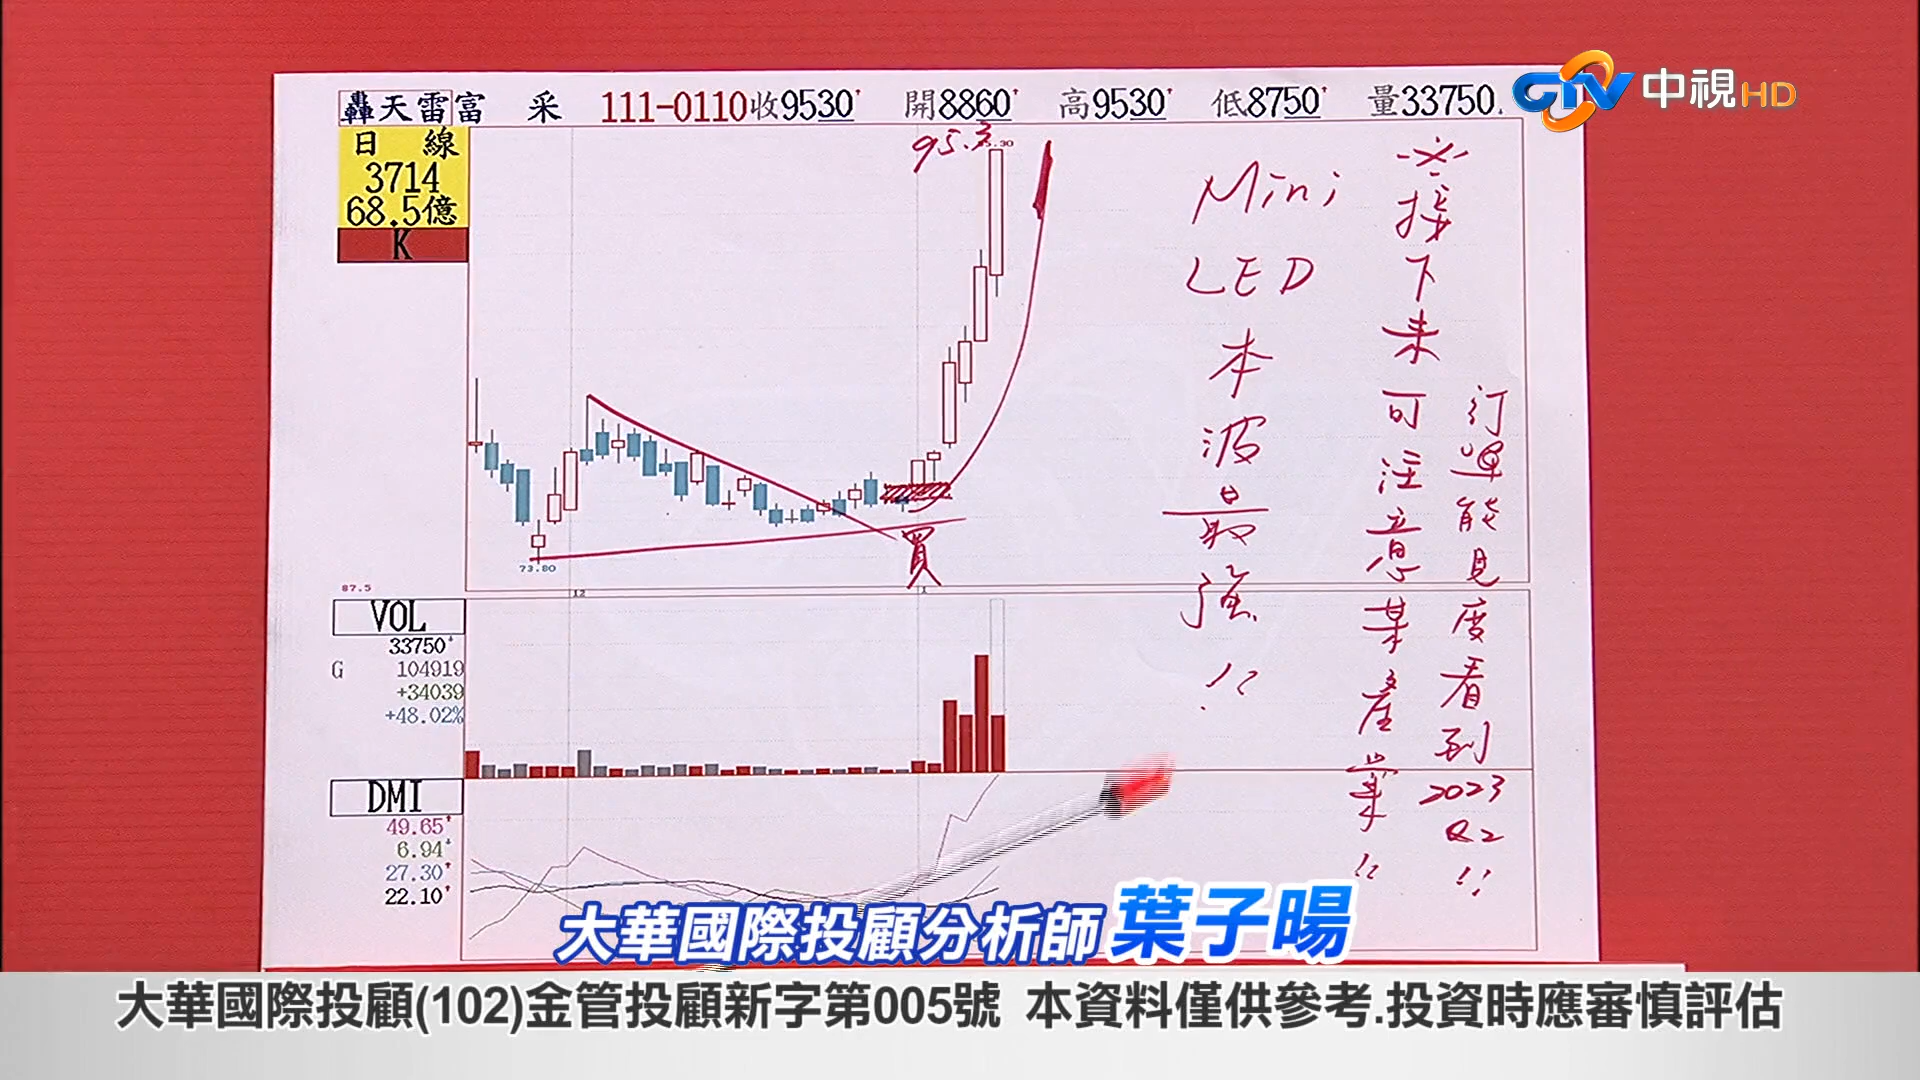 轟天雷富 采 111-0110收9530 開8860 高9530 低8750 量33750
CTV中視HD
日 線
3714
68.5億
K
95.3
95.30
買
73.80
87.5
12
1
Mini
LED
本波最強!!
※接下來可注意某產業!!
訂單能見度看到
2023
Q2
!!
VOL
33750
G 104919
+34039
+48.02%
DMI
49.65
6.94
27.30
22.10
大華國際投顧分析師 葉子暘
大華國際投顧(102)金管投顧新字第005號 本資料僅供參考.投資時應審慎評估